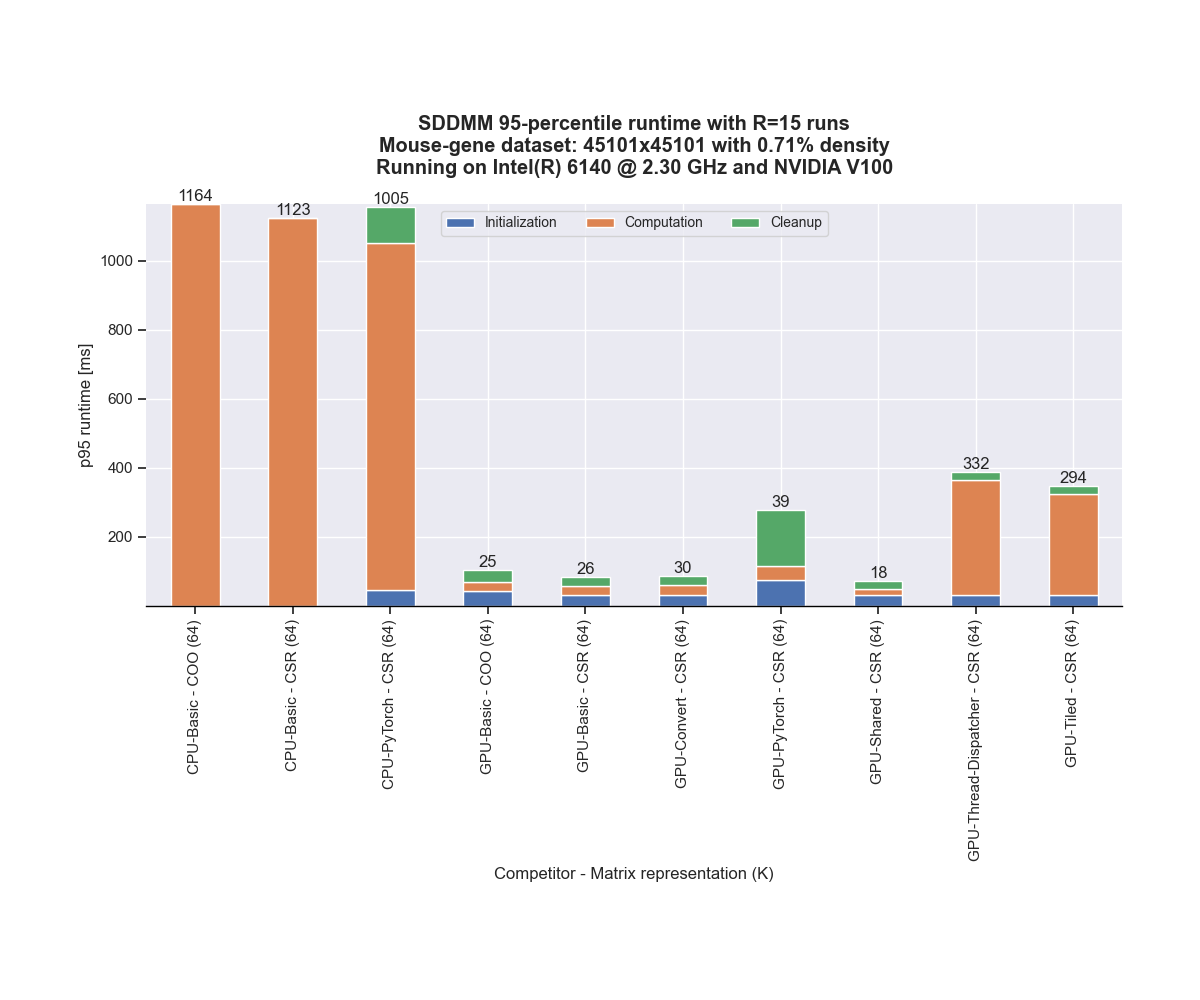 SDDMM 95-percentile runtime with R=15 runs
Mouse-gene dataset: 45101x45101 with 0.71% density
Running on Intel(R) 6140 @ 2.30 GHz and NVIDIA V100
1164
1123
1005
25
26
30
39
18
332
294
Initialization
Computation
Cleanup
p95 runtime [ms]
1000
800
600
400
200
CPU-Basic - COO (64)
CPU-Basic - CSR (64)
CPU-PyTorch - CSR (64)
GPU-Basic - COO (64)
GPU-Basic - CSR (64)
GPU-Convert - CSR (64)
GPU-PyTorch - CSR (64)
GPU-Shared - CSR (64)
GPU-Thread-Dispatcher - CSR (64)
GPU-Tiled - CSR (64)
Competitor - Matrix representation (K)